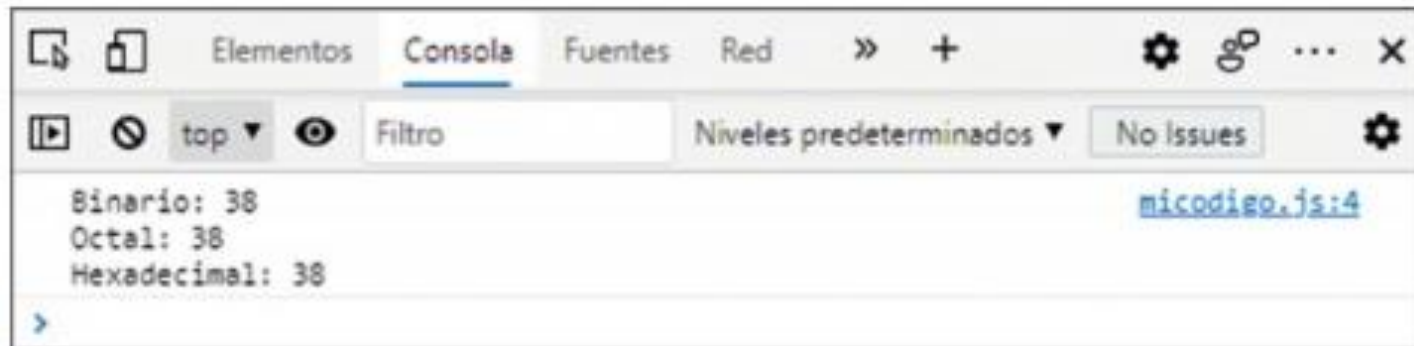 Elementos Consola Fuentes Red » +
top ▼ Filtro Niveles predeterminados ▼ No Issues
Binario: 38 micodigo.js:4
Octal: 38
Hexadecimal: 38
>